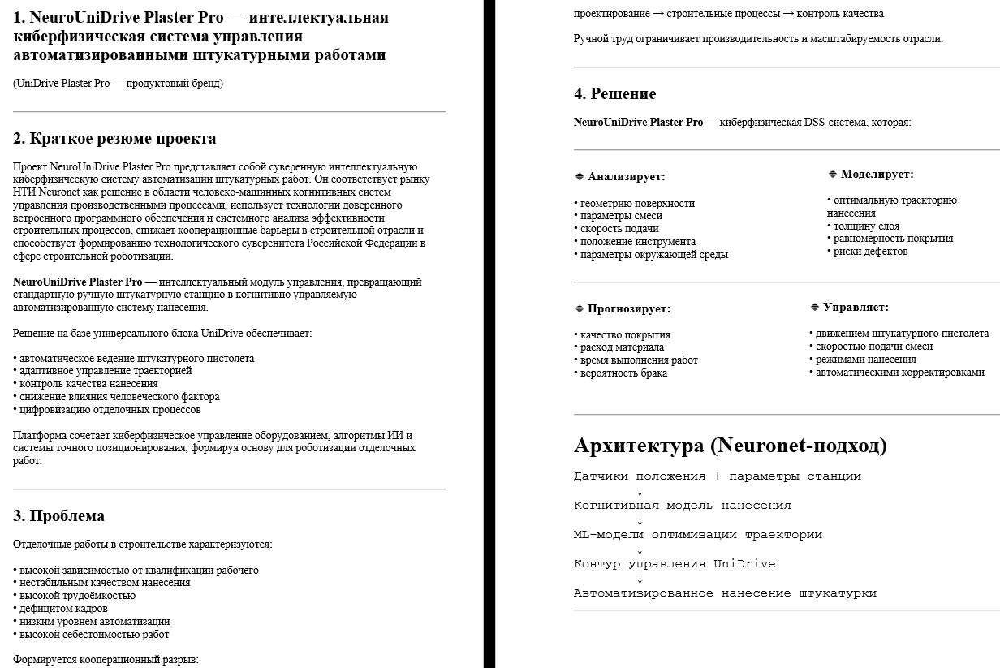 1. NeuroUniDrive Plaster Pro — интеллектуальная
киберфизическая система управления
автоматизированными штукатурными работами
(UniDrive Plaster Pro — продуктовый бренд)
2. Краткое резюме проекта
Проект NeuroUniDrive Plaster Pro представляет собой суверенную интеллектуальную
киберфизическую систему автоматизации штукатурных работ. Он соответствует рынку
НТИ Neuronet как решение в области человеко-машинных когнитивных систем
управления производственными процессами, использует технологии доверенного
встроенного программного обеспечения и системного анализа эффективности
строительных процессов, снижает кооперационные барьеры в строительной отрасли и
способствует формированию технологического суверенитета Российской Федерации в
сфере строительной роботизации.
NeuroUniDrive Plaster Pro — интеллектуальный модуль управления, превращающий
стандартную ручную штукатурную станцию в когнитивно управляемую
автоматизированную систему нанесения.
Решение на базе универсального блока UniDrive обеспечивает:
• автоматическое ведение штукатурного пистолета
• адаптивное управление траекторией
• контроль качества нанесения
• снижение влияния человеческого фактора
• цифровизацию отделочных процессов
Платформа сочетает киберфизическое управление оборудованием, алгоритмы ИИ и
системы точного позиционирования, формируя основу для роботизации отделочных
работ.
3. Проблема
Отделочные работы в строительстве характеризуются:
• высокой зависимостью от квалификации рабочего
• нестабильным качеством нанесения
• высокой трудоёмкостью
• дефицитом кадров
• низким уровнем автоматизации
• высокой себестоимостью работ
Формируется кооперационный разрыв:
проектирование → строительные процессы → контроль качества
Ручной труд ограничивает производительность и масштабируемость отрасли.
4. Решение
NeuroUniDrive Plaster Pro — киберфизическая DSS-система, которая:
Анализирует:
• геометрию поверхности
• параметры смеси
• скорость подачи
• положение инструмента
• параметры окружающей среды
Моделирует:
• оптимальную траекторию
нанесения
• толщину слоя
• равномерность покрытия
• риски дефектов
Прогнозирует:
• качество покрытия
• расход материала
• время выполнения работ
• вероятность брака
Управляет:
• движением штукатурного пистолета
• скоростью подачи смеси
• режимами нанесения
• автоматическими корректировками
Архитектура (Neuronet-подход)
Датчики положения + параметры станции
↓
Когнитивная модель нанесения
↓
ML-модели оптимизации траектории
↓
Контур управления UniDrive
↓
Автоматизированное нанесение штукатурки